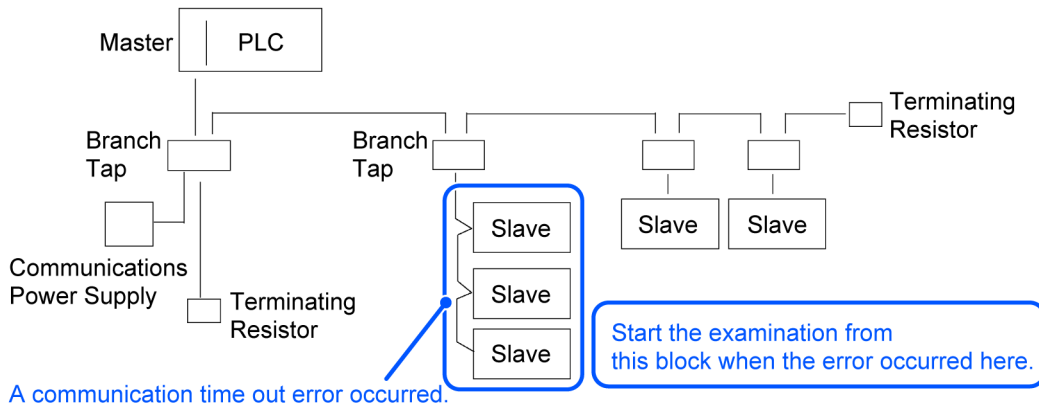 Master
PLC
Terminating
Resistor
Branch
Tap
Branch
Tap
Slave
Slave
Slave
Communications
Power Supply
Slave
Terminating
Resistor
Start the examination from
this block when the error occurred here.
Slave
A communication time out error occurred.